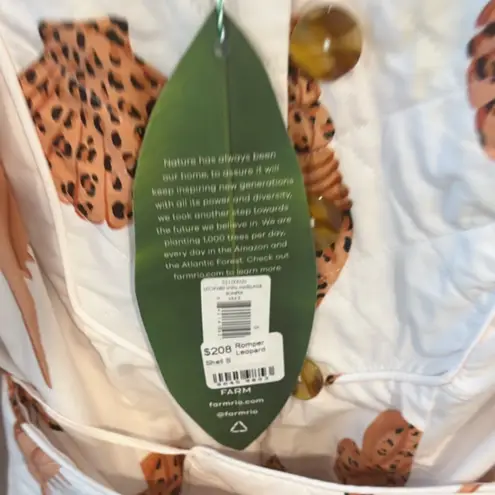 Nature has always been
our home, to assure it will
keep inspiring new generations
with all its power and diversity,
we took another step towards
the future we believe in. We are
planting 1,000 trees per day,
every day in the Amazon and
the Atlantic Forest. Check out
farmrio.com to learn more
$208 Romper
Leopard
Shell S
FARM
farmrio.com
@farmrio